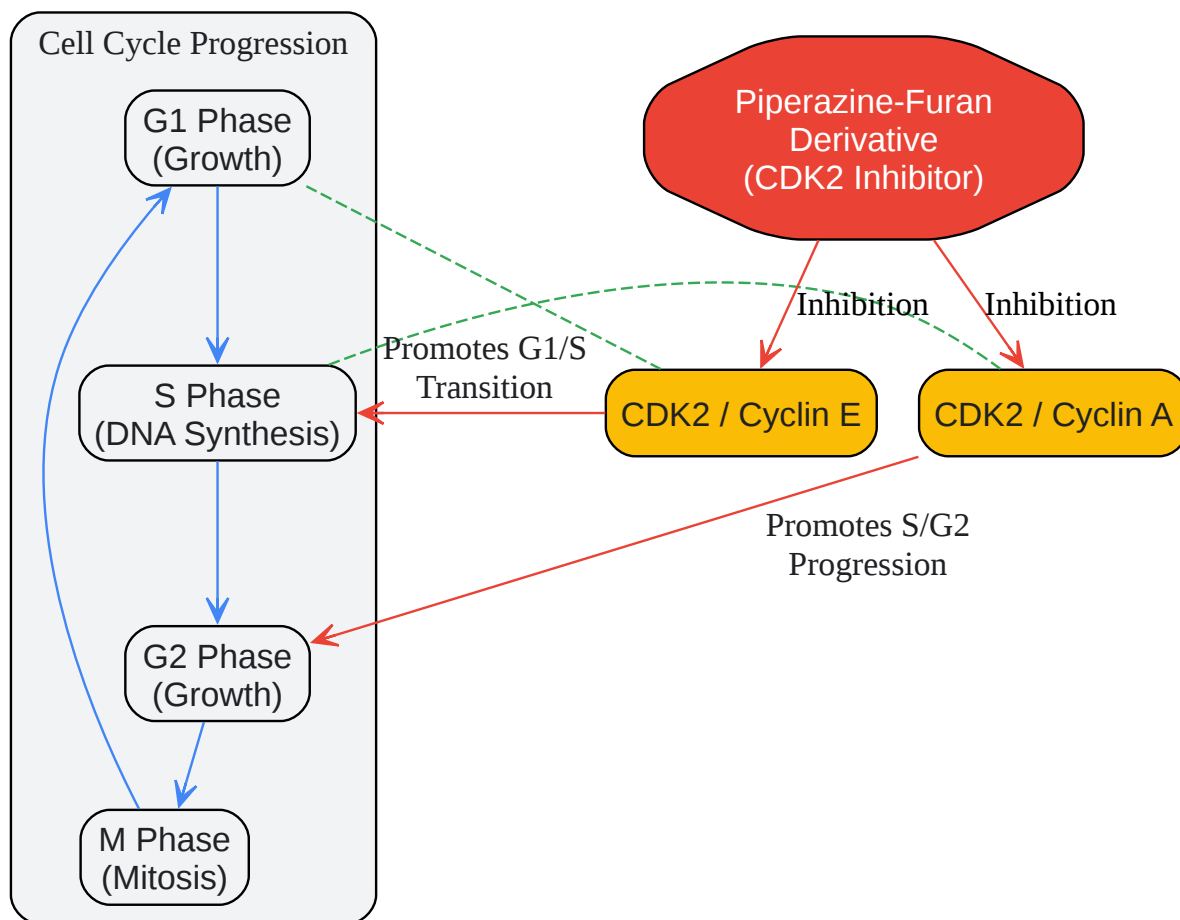 Cell Cycle Progression
G1 Phase
(Growth)
Piperazine-Furan
Derivative
(CDK2 Inhibitor)
Inhibition
Inhibition
Promotes G1/S
Transition
S Phase
(DNA Synthesis)
CDK2 / Cyclin E
CDK2 / Cyclin A
Promotes S/G2
Progression
G2 Phase
(Growth)
M Phase
(Mitosis)